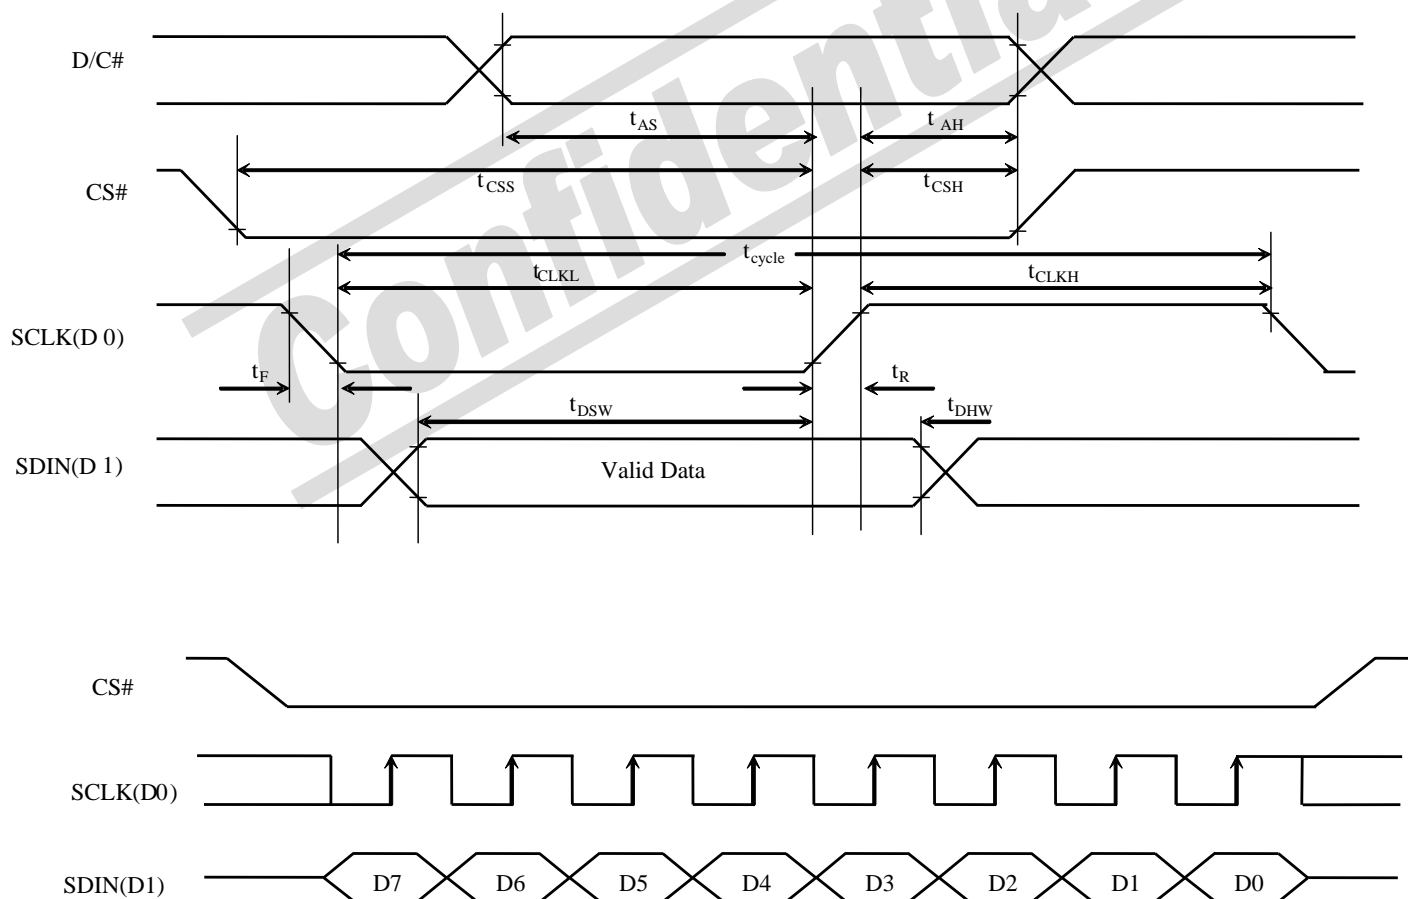 Confidential
D/C#
tAS
t AH
CS#
tCSS
tCSH
tcycle
tCLKL
tCLKH
SCLK(D 0)
tF
tR
tDSW
tDHW
SDIN(D 1)
Valid Data
CS#
SCLK(D0)
SDIN(D1)
D7 D6 D5 D4 D3 D2 D1 D0